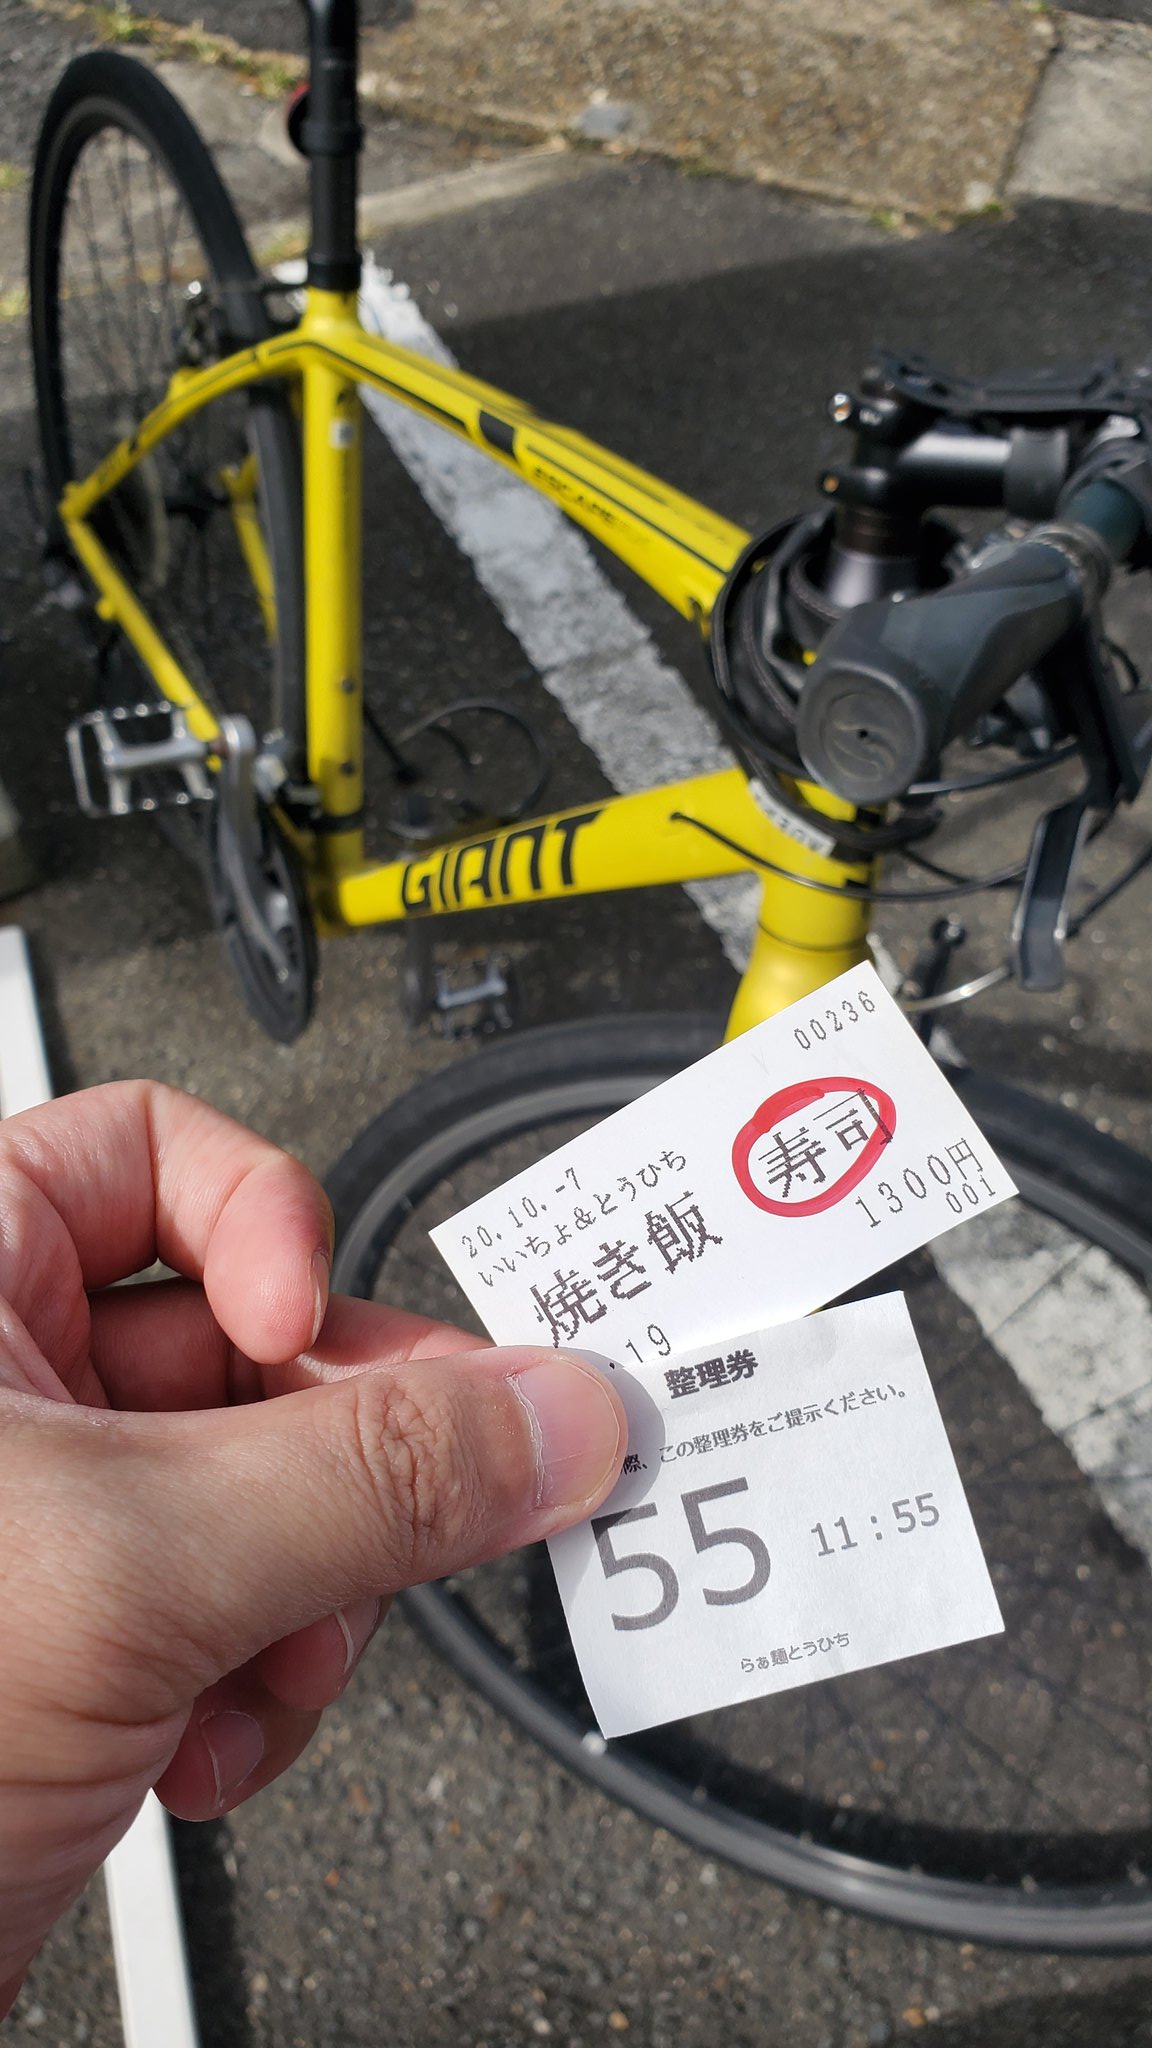 ESCAPE
GIANT
00236
20.10.-7
いいちょ&とうひち
焼き飯 寿司
1300円
.19
001
整理券
際、この整理券をご提示ください。
55 11:55
らぁ麺とうひち